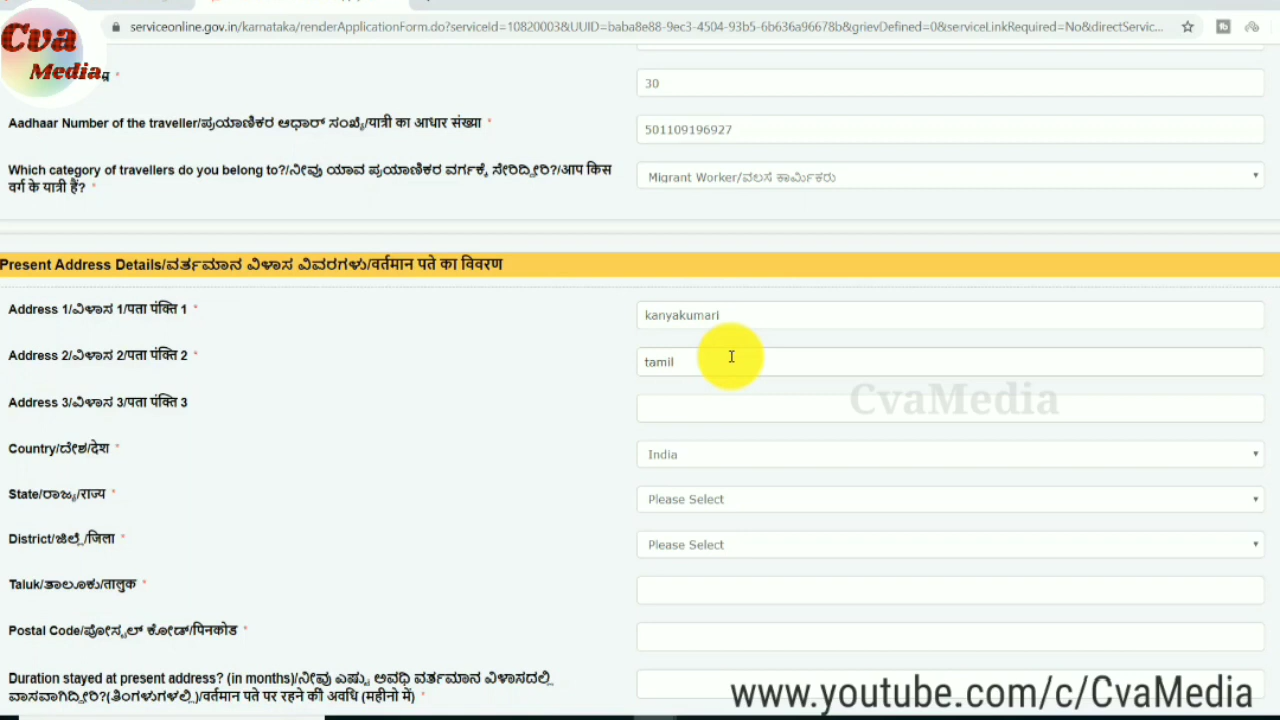 Cva
Media
serviceonline.gov.in/karnataka/renderApplicationForm.do?serviceId=10820003&UUID=baba8e88-9ec3-4504-93b5-6b636a96678b&grievDefined=0&serviceLinkRequired=No&directServic...
*
30
Aadhaar Number of the traveller/ಪ್ರಯಾಣಿಕರ ಆಧಾರ್ ಸಂಖ್ಯೆ/यात्री का आधार संख्या *
501109196927
Which category of travellers do you belong to?/ನೀವು ಯಾವ ಪ್ರಯಾಣಿಕರ ವರ್ಗಕ್ಕೆ ಸೇರಿದ್ದೀರಿ?/आप किस
वर्ग के यात्री हैं? *
Migrant Worker/ವಲಸೆ ಕಾರ್ಮಿಕರು
Present Address Details/ವರ್ತಮಾನ ವಿಳಾಸ ವಿವರಗಳು/वर्तमान पते का विवरण
Address 1/ವಿಳಾಸ 1/पता पंक्ति 1 *
kanyakumari
Address 2/ವಿಳಾಸ 2/पता पंक्ति 2 *
tamil
Address 3/ವಿಳಾಸ 3/पता पंक्ति 3
CvaMedia
Country/ದೇಶ/देश *
India
State/ರಾಜ್ಯ/राज्य *
Please Select
District/ಜಿಲ್ಲೆ/जिला *
Please Select
Taluk/ತಾಲೂಕು/तालुक *
Postal Code/ಪೋಸ್ಟಲ್ ಕೋಡ್/पिनकोड *
Duration stayed at present address? (in months)/ನೀವು ಎಷ್ಟು ಅವಧಿ ವರ್ತಮಾನ ವಿಳಾಸದಲ್ಲಿ
ವಾಸವಾಗಿದ್ದೀರಿ?(ತಿಂಗಳುಗಳಲ್ಲಿ)/वर्तमान पते पर रहने की अवधि (महीनो में) *
www.youtube.com/c/CvaMedia